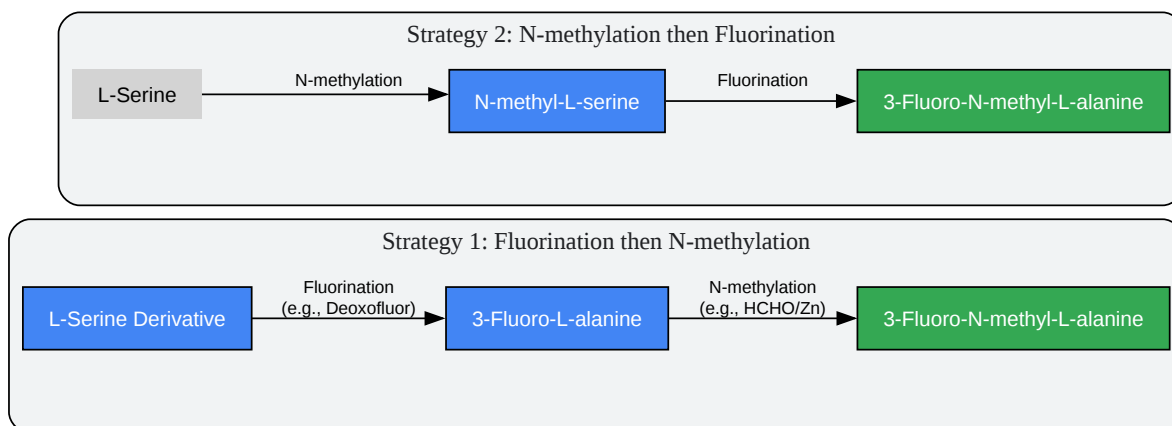 Strategy 2: N-methylation then Fluorination
L-Serine
N-methylation
N-methyl-L-serine
Fluorination
3-Fluoro-N-methyl-L-alanine
Strategy 1: Fluorination then N-methylation
L-Serine Derivative
Fluorination
(e.g., Deoxofluor)
3-Fluoro-L-alanine
N-methylation
(e.g., HCHO/Zn)
3-Fluoro-N-methyl-L-alanine